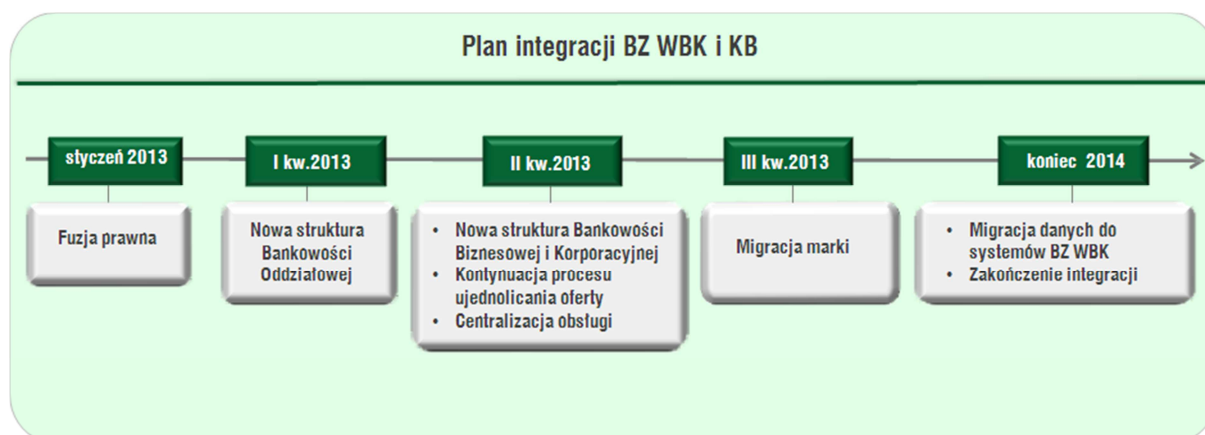 Plan integracji BZ WBK i KB
styczeń 2013
Fuzja prawna
I kw.2013
Nowa struktura
Bankowości
Oddziałowej
II kw.2013
• Nowa struktura Bankowości
Biznesowej i Korporacyjnej
• Kontynuacja procesu
ujednolicania oferty
• Centralizacja obsługi
III kw.2013
Migracja marki
koniec 2014
• Migracja danych do
systemów BZ WBK
• Zakończenie integracji